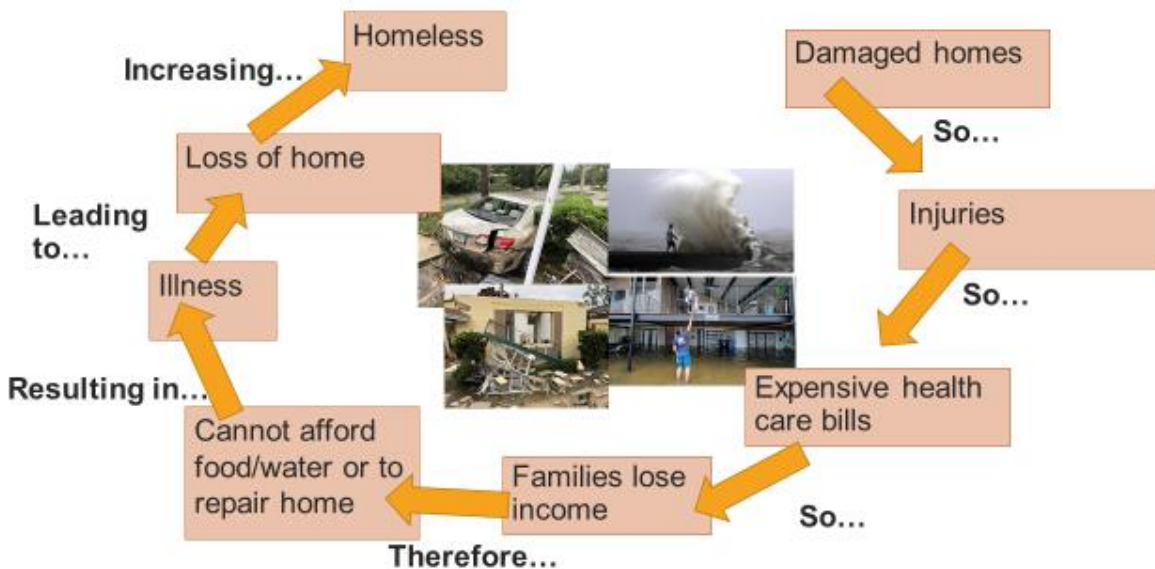 Damaged homes
So…
Injuries
So…
Expensive health
care bills
So…
Families lose
income
Therefore…
Cannot afford
food/water or to
repair home
Resulting in…
Illness
Leading
to…
Loss of home
Increasing…
Homeless